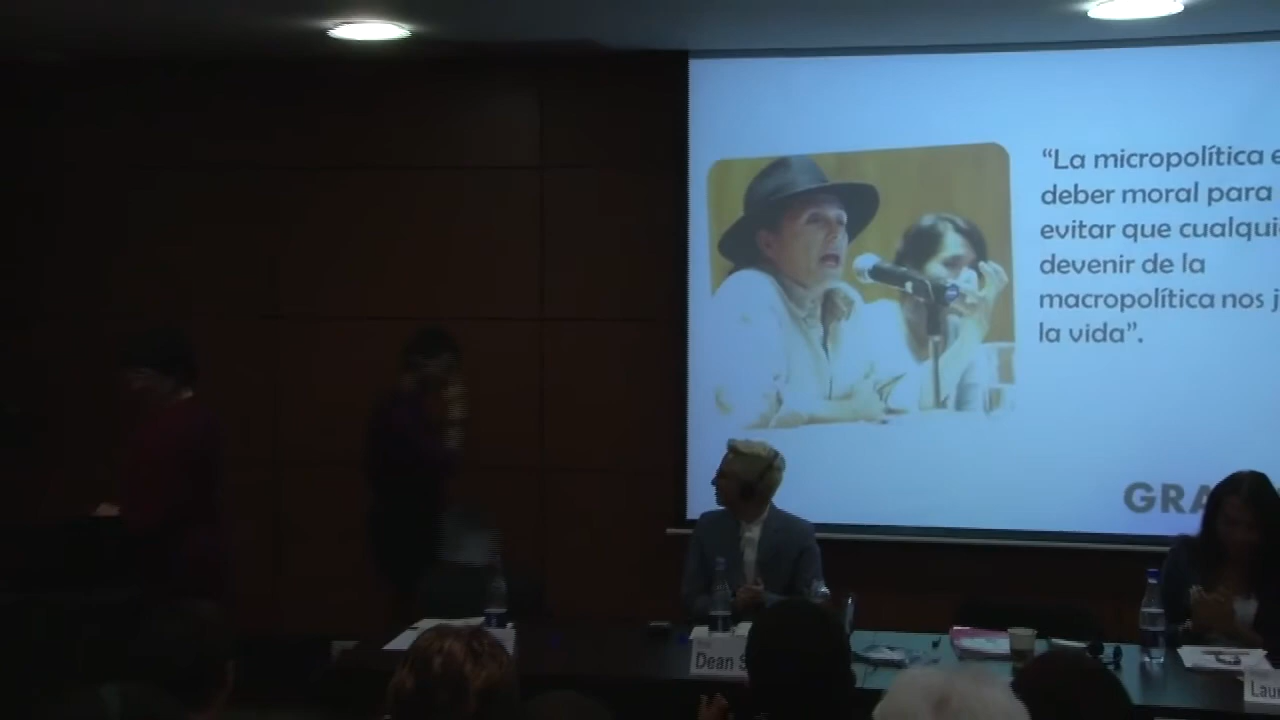 “La micropolítica e
deber moral para
evitar que cualqui
devenir de la
macropolítica nos j
la vida”.
GRA
Dean S
Lau